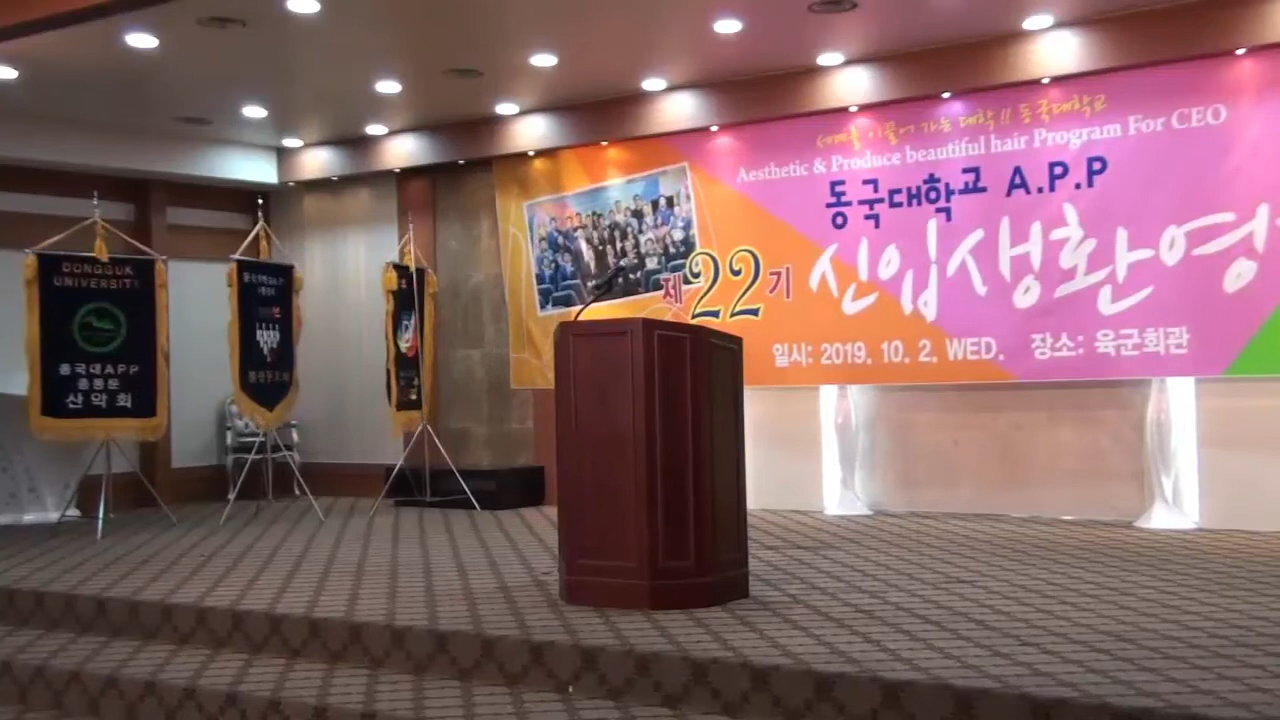 세계를 이끌어 가는 대학!! 동국대학교
Aesthetic & Produce beautiful hair Program For CEO
동국대학교 A.P.P
제22기 신입생환영
일시: 2019. 10. 2. WED. 장소: 육군회관
DONGGUK
UNIVERSITY
동국대APP
총동문
산악회